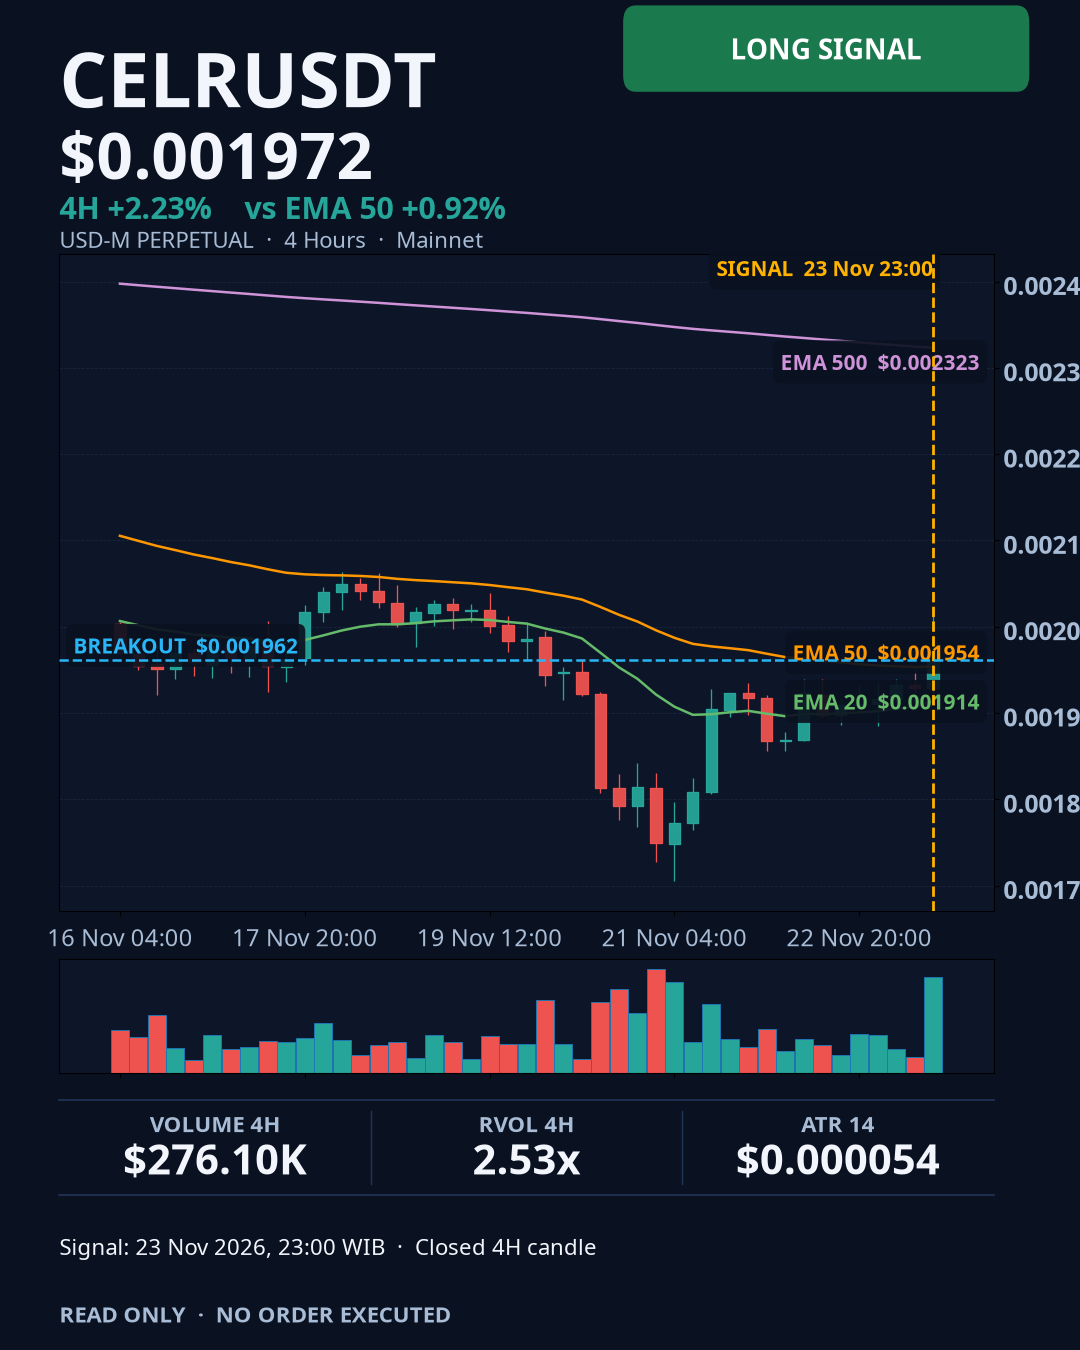 LONG SIGNAL
CELRUSDT
$0.001972
4H +2.23% vs EMA 50 +0.92%
USD-M PERPETUAL · 4 Hours · Mainnet
SIGNAL 23 Nov 23:00
0.0024
EMA 500 $0.002323
0.0023
0.0022
0.0021
0.0020
BREAKOUT $0.001962
EMA 50 $0.001954
EMA 20 $0.001914
0.0019
0.0018
0.0017
16 Nov 04:00 17 Nov 20:00 19 Nov 12:00 21 Nov 04:00 22 Nov 20:00
VOLUME 4H RVOL 4H ATR 14
$276.10K 2.53x $0.000054
Signal: 23 Nov 2026, 23:00 WIB · Closed 4H candle
READ ONLY · NO ORDER EXECUTED